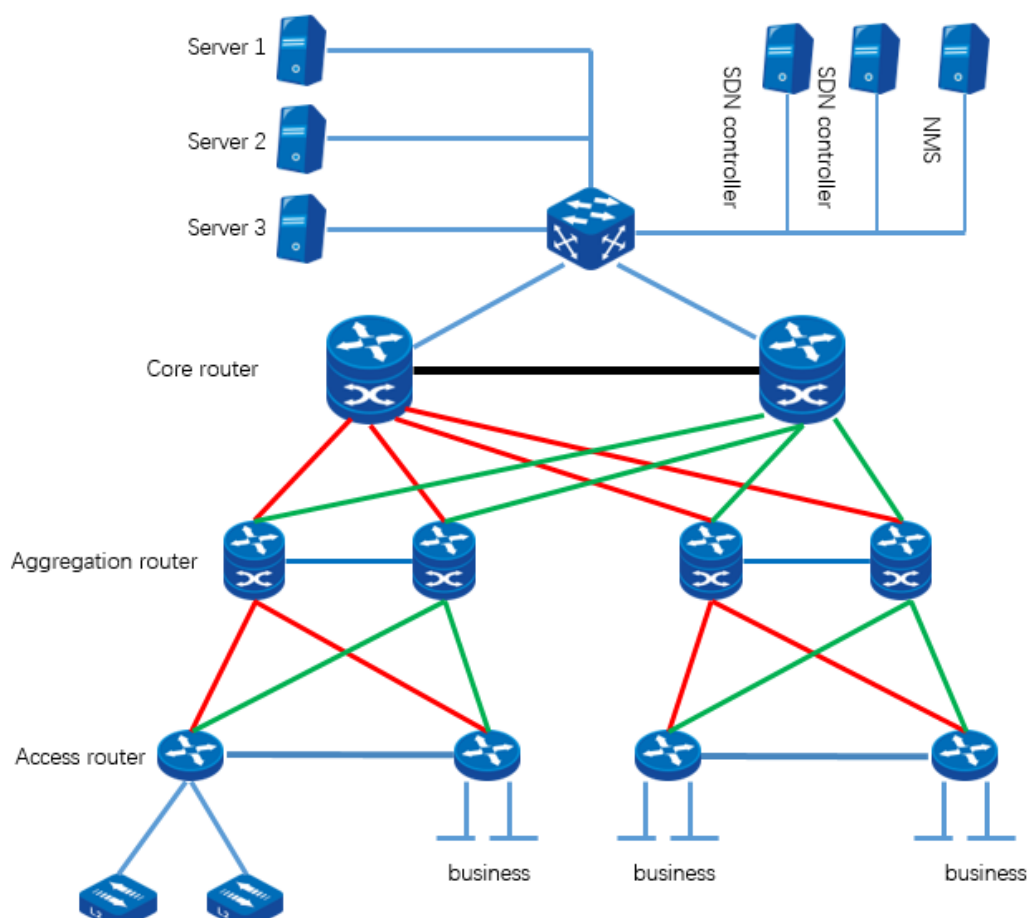 Server 1
Server 2
Server 3
SDN controller
SDN controller
NMS
Core router
Aggregation router
Access router
business
business
business